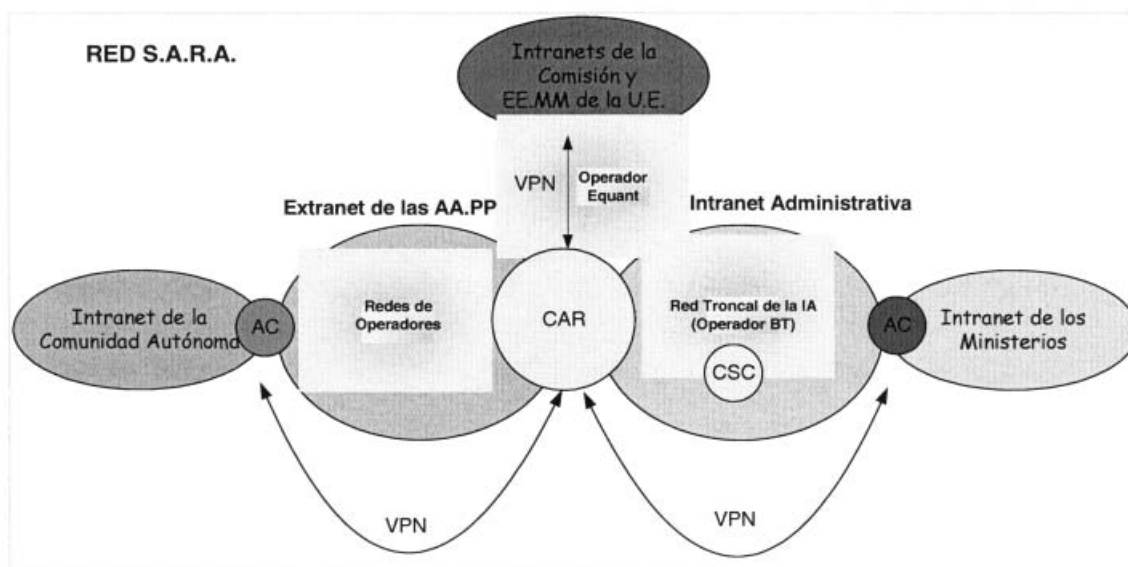 RED S.A.R.A.
Intranets de la
Comisión y
EE.MM de la U.E.
VPN
Operador
Equant
Extranet de las AA.PP
Intranet Administrativa
Intranet de la
Comunidad Autónoma
AC
Redes de
Operadores
CAR
Red Troncal de la IA
(Operador BT)
CSC
AC
Intranet de los
Ministerios
VPN
VPN